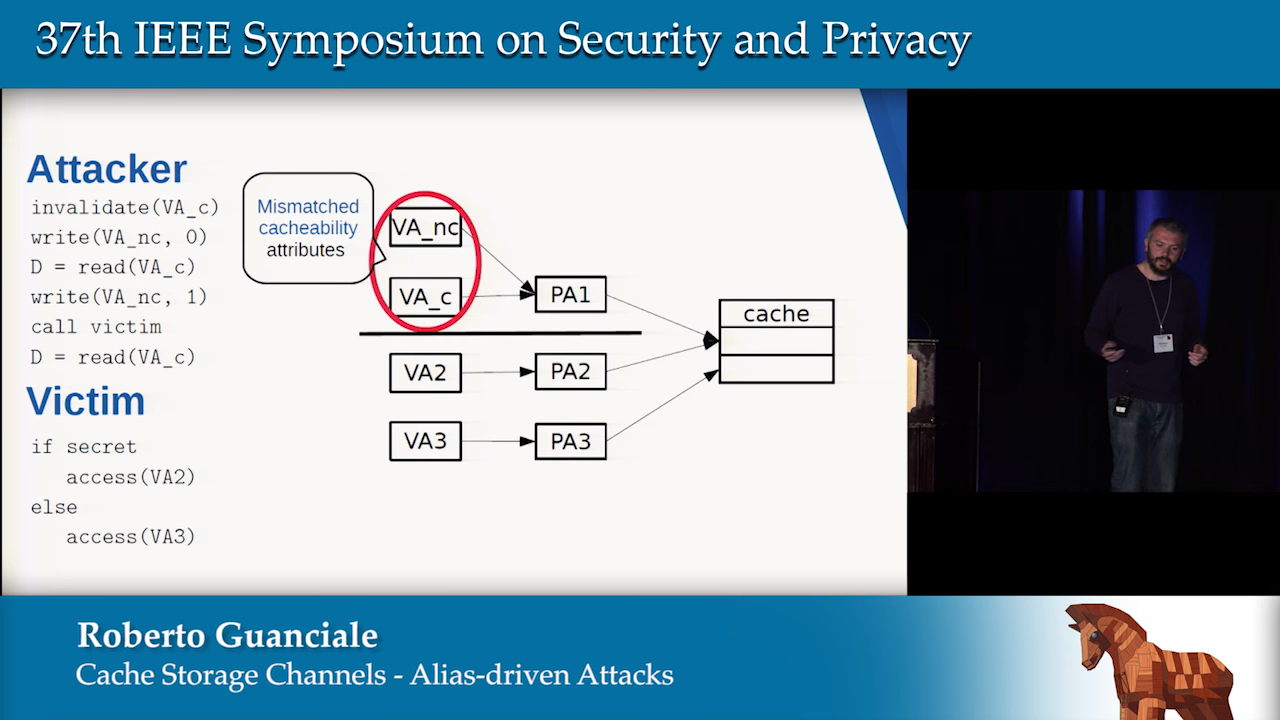 37th IEEE Symposium on Security and Privacy
Attacker
invalidate(VA_c)
write(VA_nc, 0)
D = read(VA_c)
write(VA_nc, 1)
call victim
D = read(VA_c)
Victim
if secret
access(VA2)
else
access(VA3)
Mismatched
cacheability
attributes
VA_nc
VA_c
PA1
VA2
PA2
VA3
PA3
cache
Roberto Guanciale
Cache Storage Channels - Alias-driven Attacks